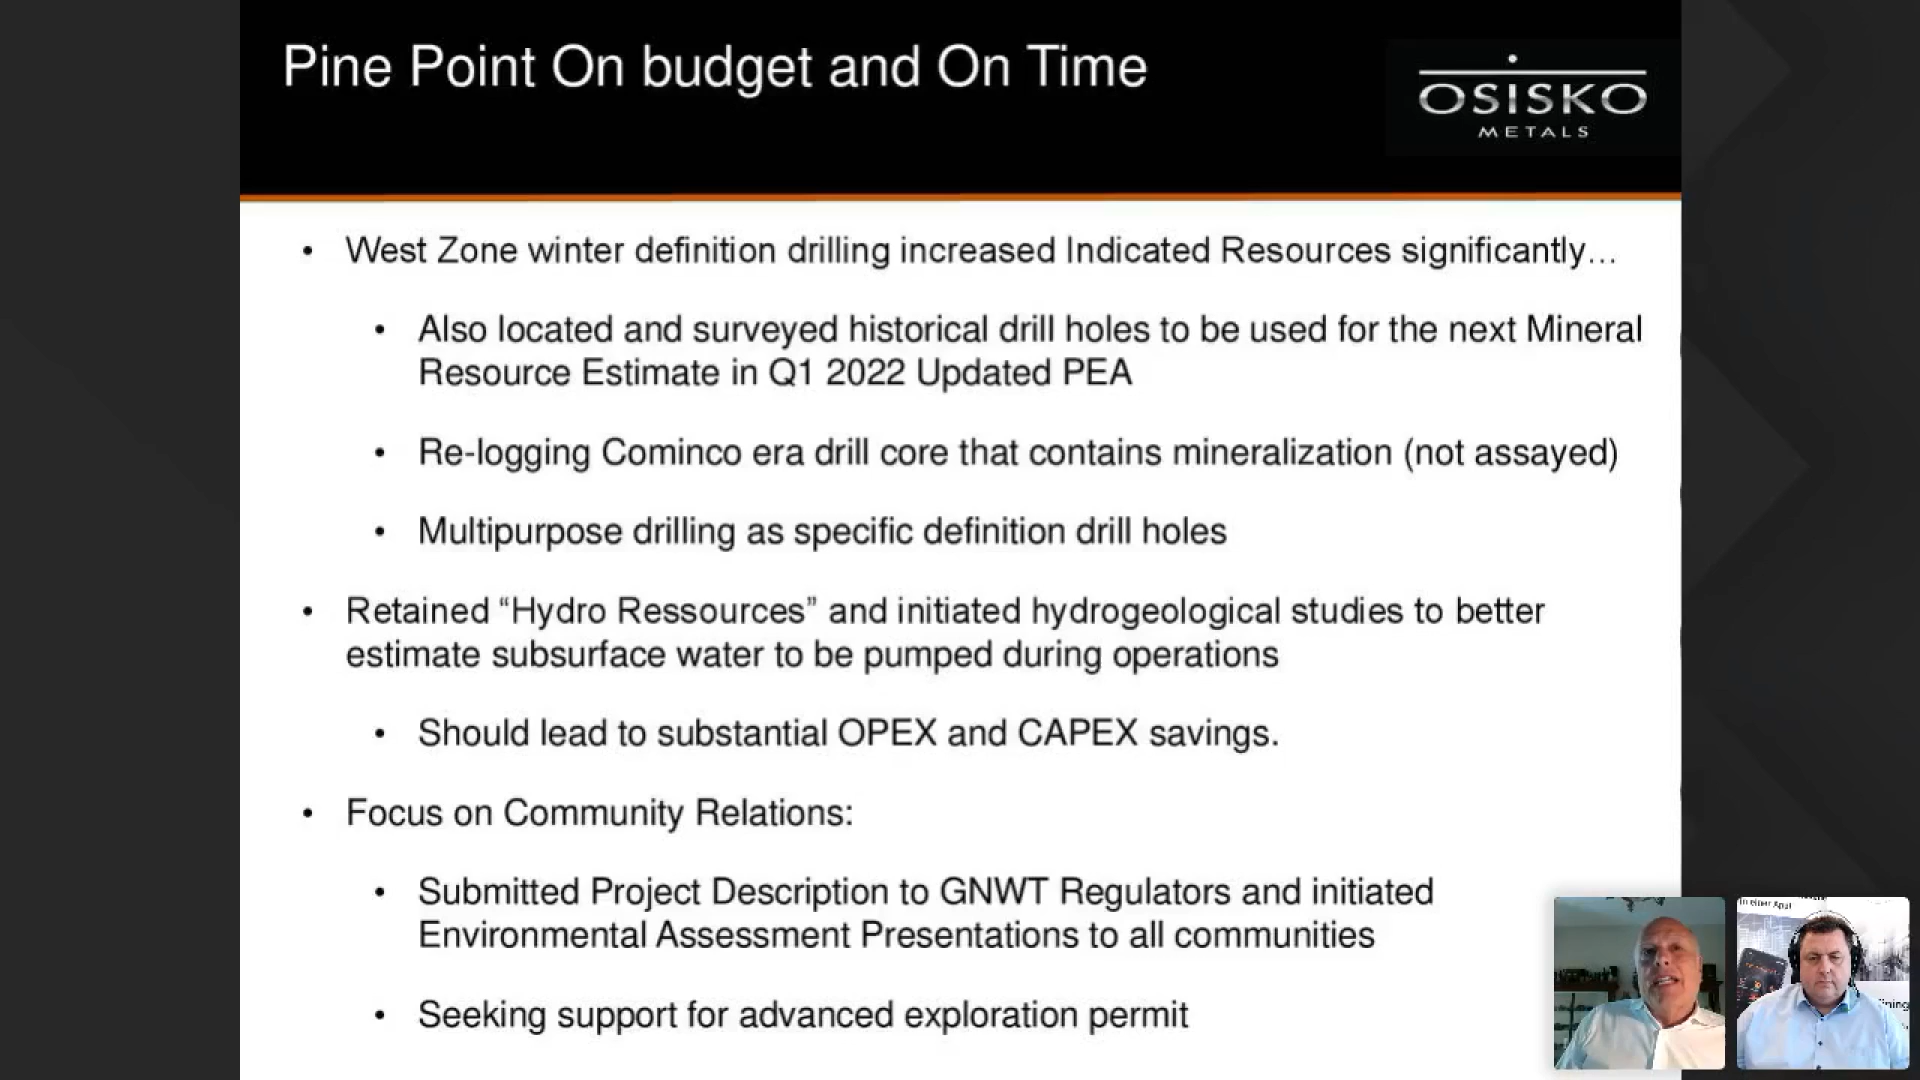 Pine Point On budget and On Time
OSISKO
METALS
• West Zone winter definition drilling increased Indicated Resources significantly…
• Also located and surveyed historical drill holes to be used for the next Mineral
Resource Estimate in Q1 2022 Updated PEA
• Re-logging Cominco era drill core that contains mineralization (not assayed)
• Multipurpose drilling as specific definition drill holes
• Retained “Hydro Ressources” and initiated hydrogeological studies to better
estimate subsurface water to be pumped during operations
• Should lead to substantial OPEX and CAPEX savings.
• Focus on Community Relations:
• Submitted Project Description to GNWT Regulators and initiated
Environmental Assessment Presentations to all communities
• Seeking support for advanced exploration permit
in einer App!